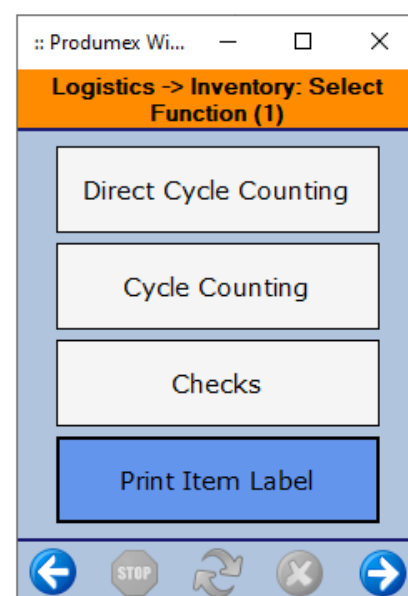 :: Produmex Wi...
Logistics -> Inventory: Select
Function (1)
Direct Cycle Counting
Cycle Counting
Checks
Print Item Label
STOP